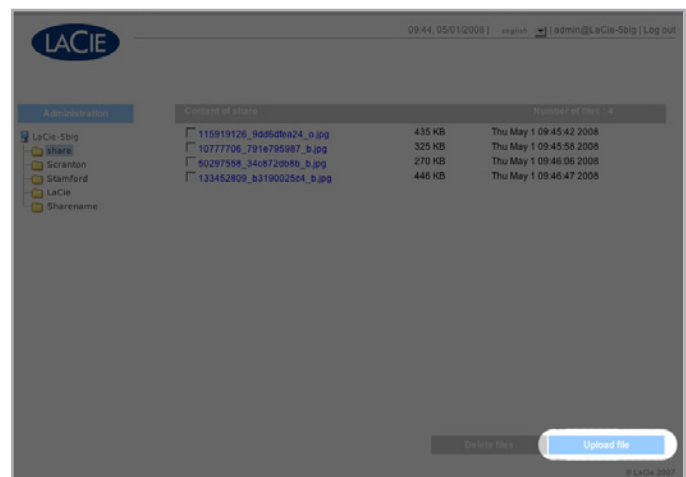 LACIE
09:44, 05/01/2008 | english | admin@LaCie-5big | Log out
Administration
Content of share Number of files : 4
LaCie-5big
share
Scranton
Stamford
LaCie
Sharename
115919126_9dd6dfea24_o.jpg 435 KB Thu May 1 09:45:42 2008
10777706_791e795987_b.jpg 325 KB Thu May 1 09:45:58 2008
50297558_34c872db6b_b.jpg 270 KB Thu May 1 09:46:06 2008
133452809_b3190025c4_b.jpg 446 KB Thu May 1 09:46:47 2008
Delete files Upload file
© LaCie 2007